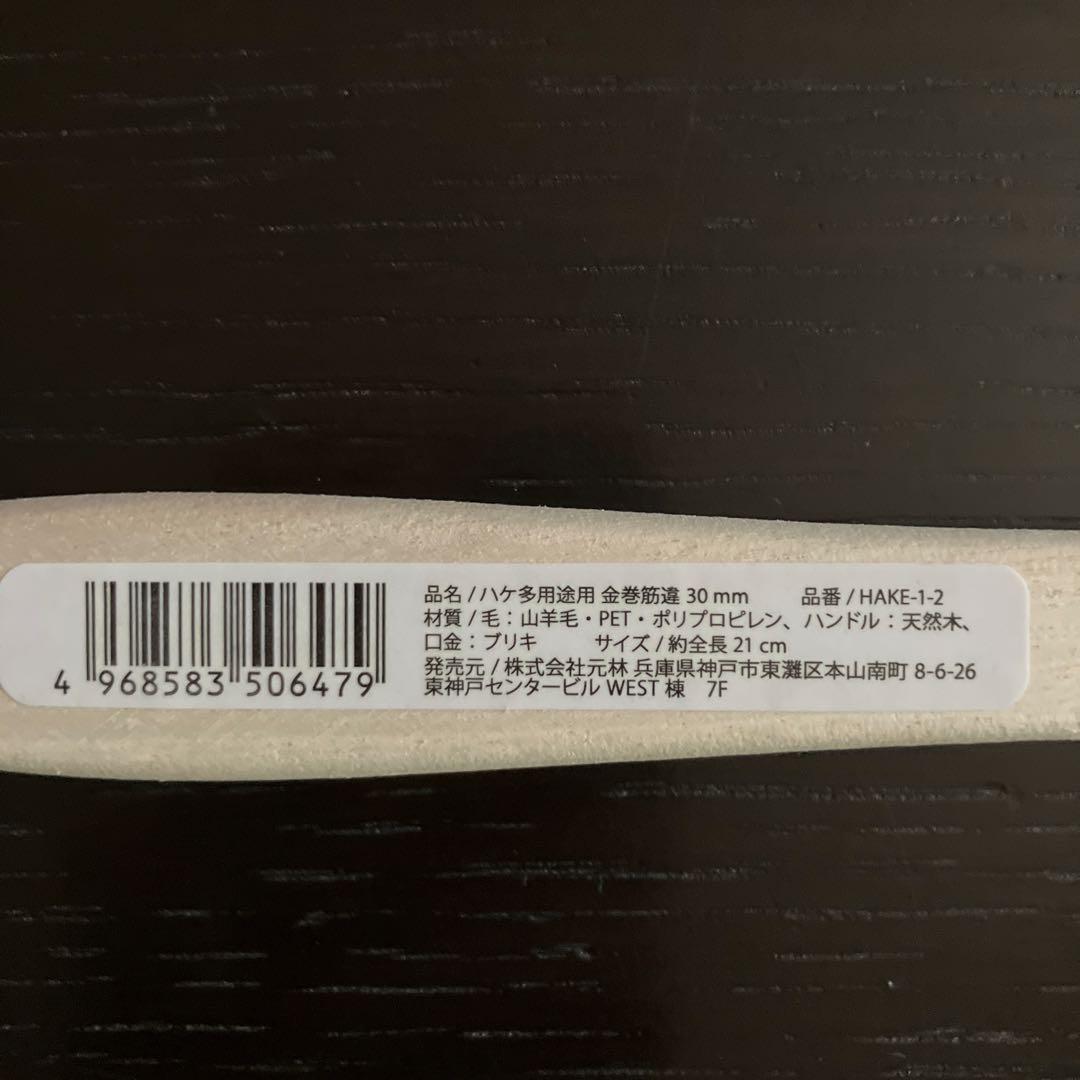 品名 / ハケ多用途用 金巻筋違 30 mm 品番 / HAKE-1-2
材質 / 毛：山羊毛・PET・ポリプロピレン、ハンドル：天然木、
口金：ブリキ サイズ / 約全長 21 cm
発売元 / 株式会社元林 兵庫県神戸市東灘区本山南町 8-6-26
東神戸センタービル WEST 棟 7F
4 968583 506479